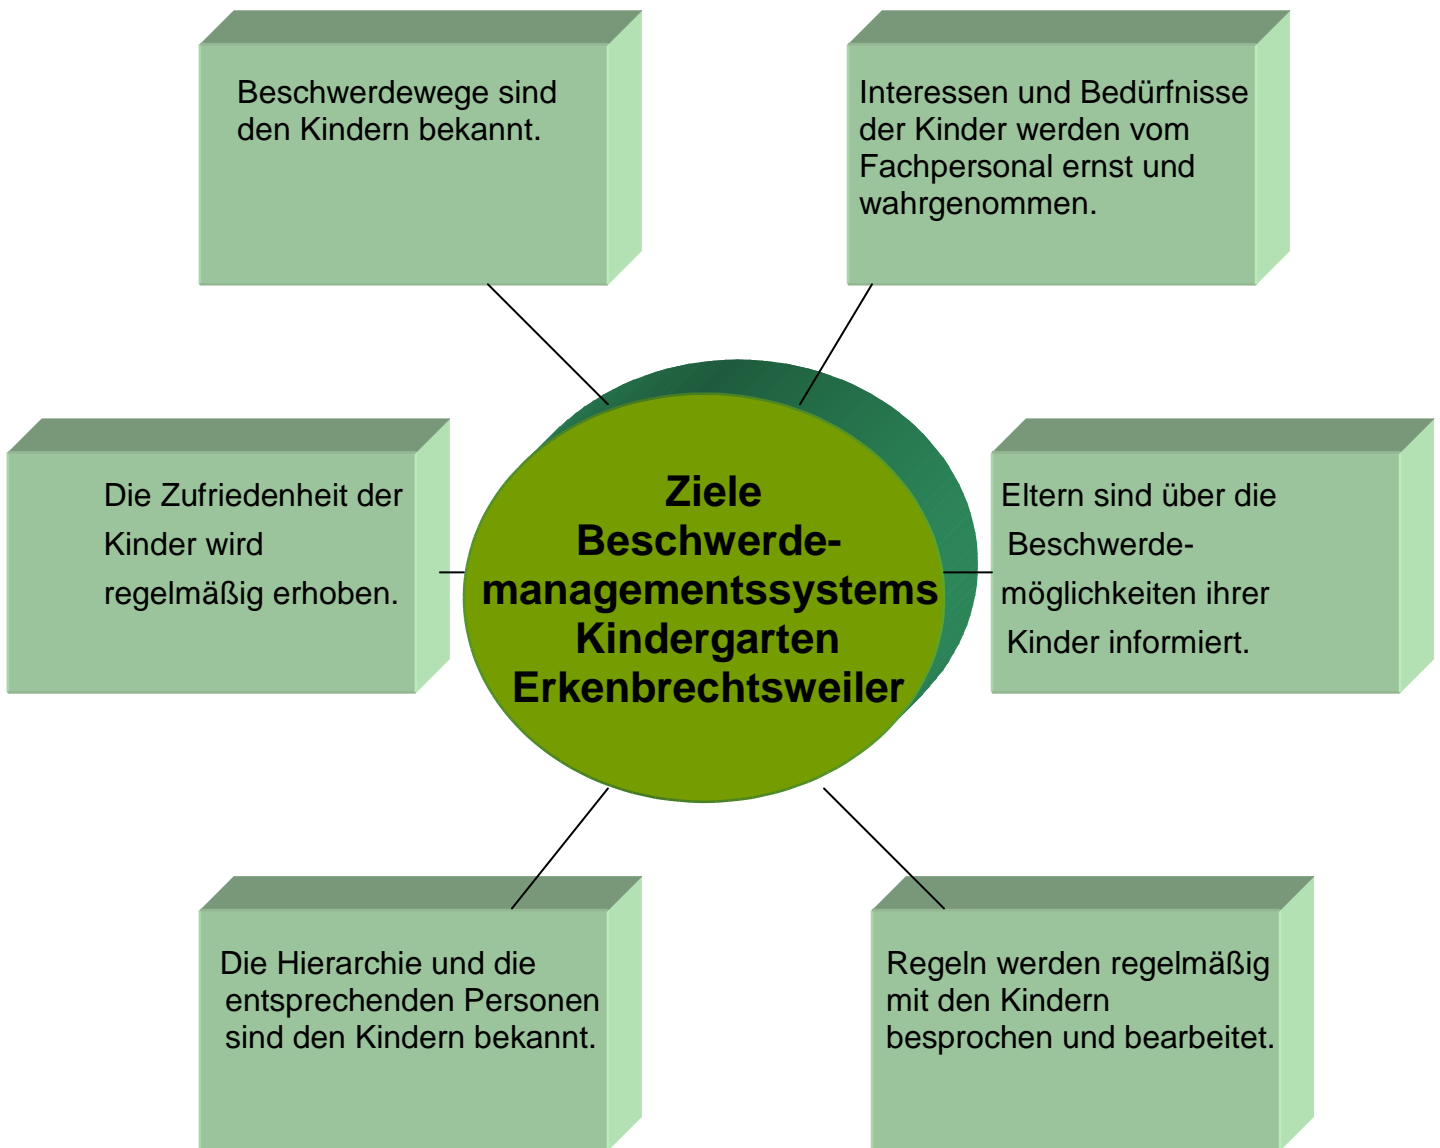 Beschwerdewege sind
den Kindern bekannt.
Interessen und Bedürfnisse
der Kinder werden vom
Fachpersonal ernst und
wahrgenommen.
Die Zufriedenheit der
Kinder wird
regelmäßig erhoben.
Ziele
Beschwerde-
managementssystems
Kindergarten
Erkenbrechtsweiler
Eltern sind über die
Beschwerde-
möglichkeiten ihrer
Kinder informiert.
Die Hierarchie und die
entsprechenden Personen
sind den Kindern bekannt.
Regeln werden regelmäßig
mit den Kindern
besprochen und bearbeitet.